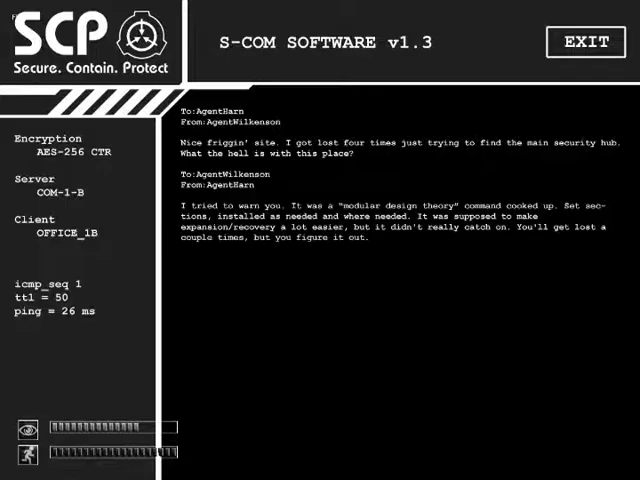 SCP
Secure. Contain. Protect
S-COM SOFTWARE v1.3
EXIT
Encryption
AES-256 CTR
Server
COM-1-B
Client
OFFICE_1B
icmp_seq 1
ttl = 50
ping = 26 ms
To:AgentHarn
From:AgentWilkenson
Nice friggin' site. I got lost four times just trying to find the main security hub.
What the hell is with this place?
To:AgentWilkenson
From:AgentHarn
I tried to warn you. It was a "modular design theory" command cooked up. Set sec-
tions, installed as needed and where needed. It was supposed to make
expansion/recovery a lot easier, but it didn't really catch on. You'll get lost a
couple times, but you figure it out.